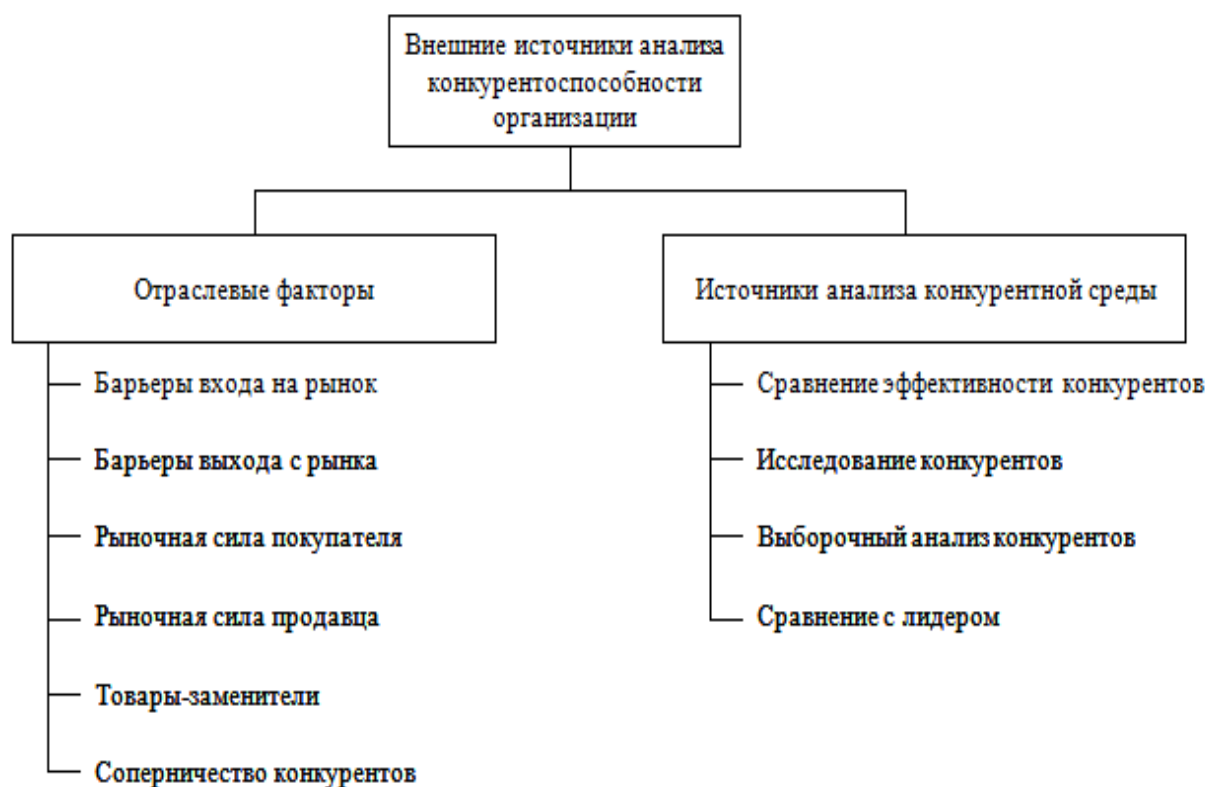 Внешние источники анализа
конкурентоспособности
организации
Отраслевые факторы
Барьеры входа на рынок
Барьеры выхода с рынка
Рыночная сила покупателя
Рыночная сила продавца
Товары-заменители
Соперничество конкурентов
Источники анализа конкурентной среды
Сравнение эффективности конкурентов
Исследование конкурентов
Выборочный анализ конкурентов
Сравнение с лидером